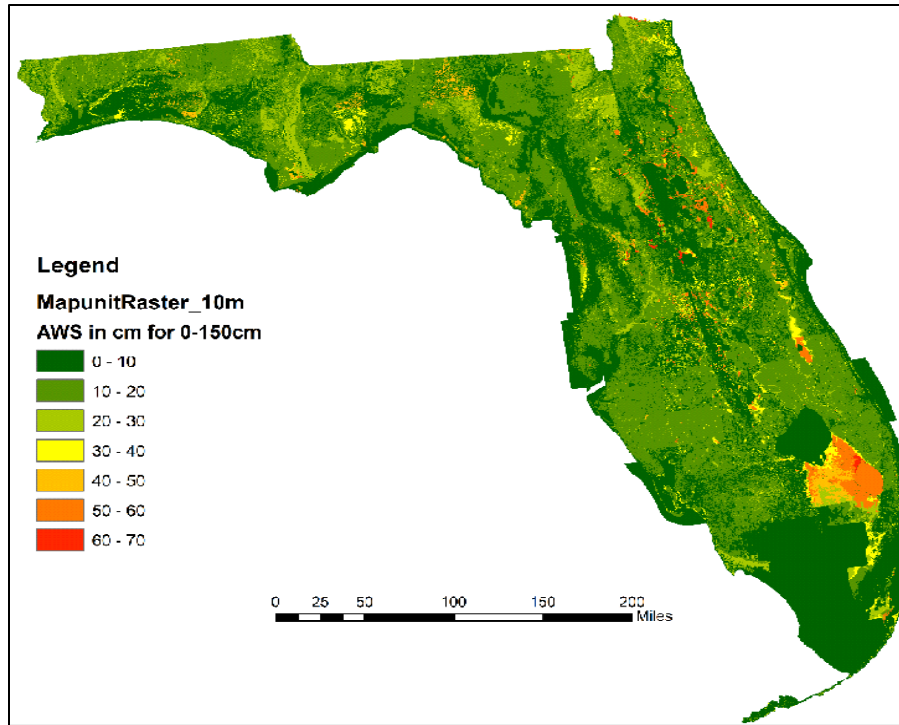 Legend
MapunitRaster_10m
AWS in cm for 0-150cm
0 - 10
10 - 20
20 - 30
30 - 40
40 - 50
50 - 60
60 - 70
0 25 50 100 150 200
Miles